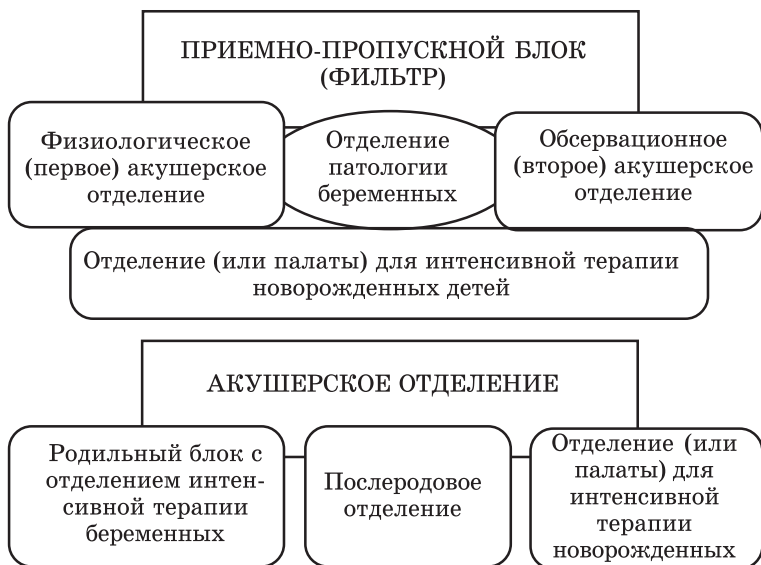 ПРИЕМНО-ПРОПУСКНОЙ БЛОК
(ФИЛЬТР)
Физиологическое
(первое) акушерское
отделение
Отделение
патологии
беременных
Обсервационное
(второе) акушерское
отделение
Отделение (или палаты) для интенсивной терапии
новорожденных детей
АКУШЕРСКОЕ ОТДЕЛЕНИЕ
Родильный блок с
отделением интен-
сивной терапии
беременных
Послеродовое
отделение
Отделение (или
палаты) для
интенсивной
терапии
новорожденных